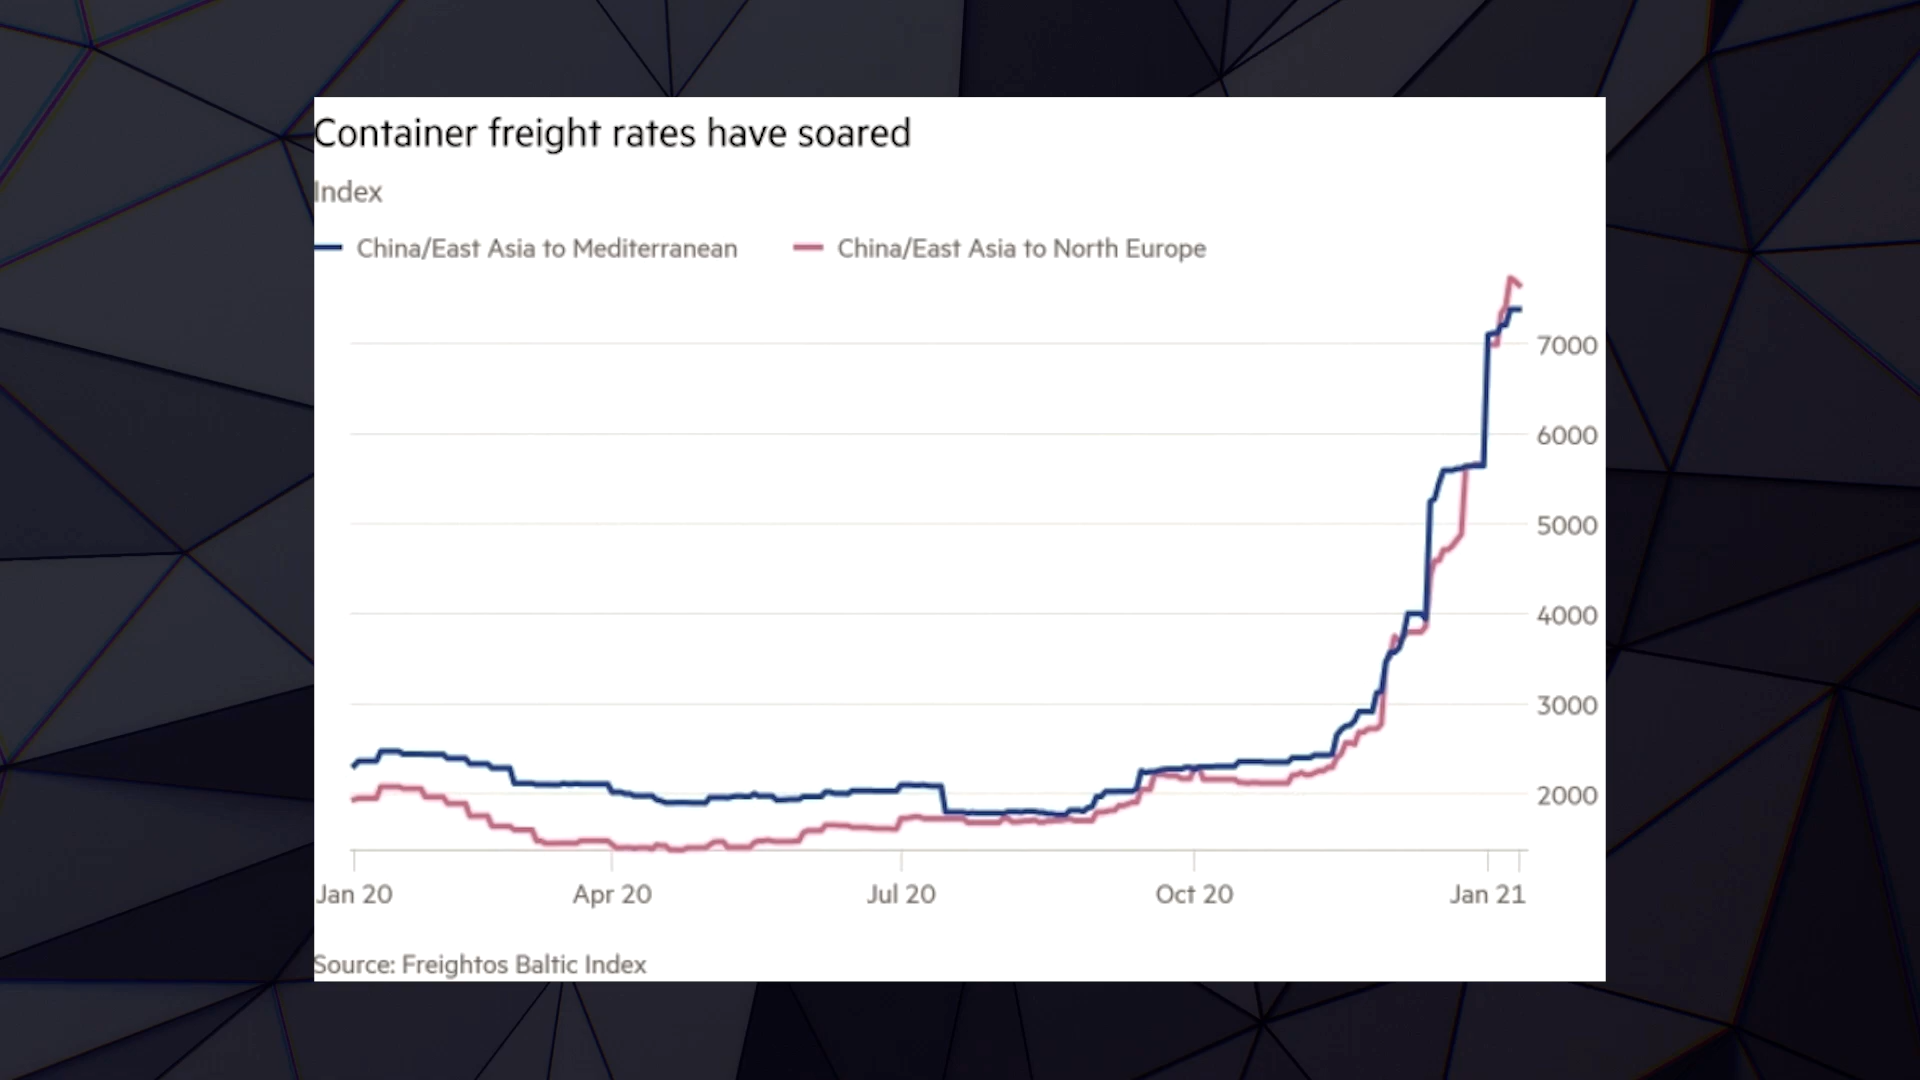 Container freight rates have soared
Index
China/East Asia to Mediterranean China/East Asia to North Europe
7000
6000
5000
4000
3000
2000
Jan 20 Apr 20 Jul 20 Oct 20 Jan 21
Source: Freightos Baltic Index